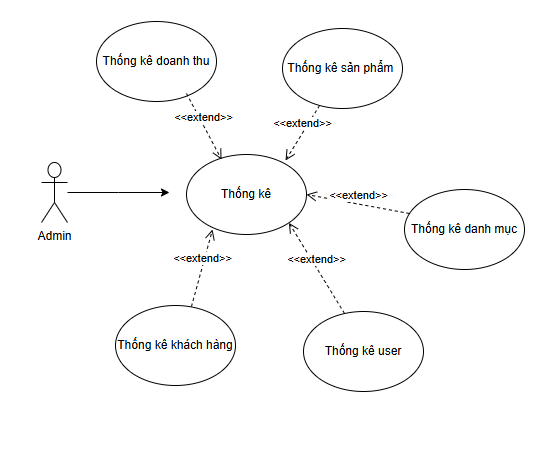 Thống kê doanh thu
Thống kê sản phẩm
<<extend>>
<<extend>>
Thống kê
<<extend>>
Admin
Thống kê danh mục
<<extend>>
<<extend>>
Thống kê khách hàng
Thống kê user